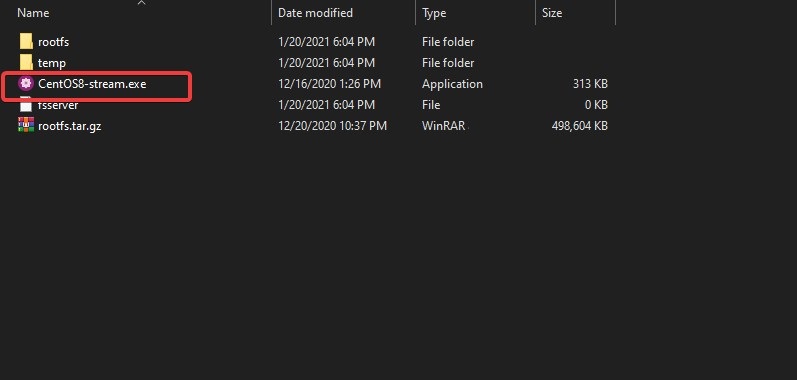 Name Date modified Type Size
rootfs 1/20/2021 6:04 PM File folder
temp 1/20/2021 6:04 PM File folder
CentOS8-stream.exe 12/16/2020 1:26 PM Application 313 KB
fsserver 1/20/2021 6:04 PM File 0 KB
rootfs.tar.gz 12/20/2020 10:37 PM WinRAR 498,604 KB